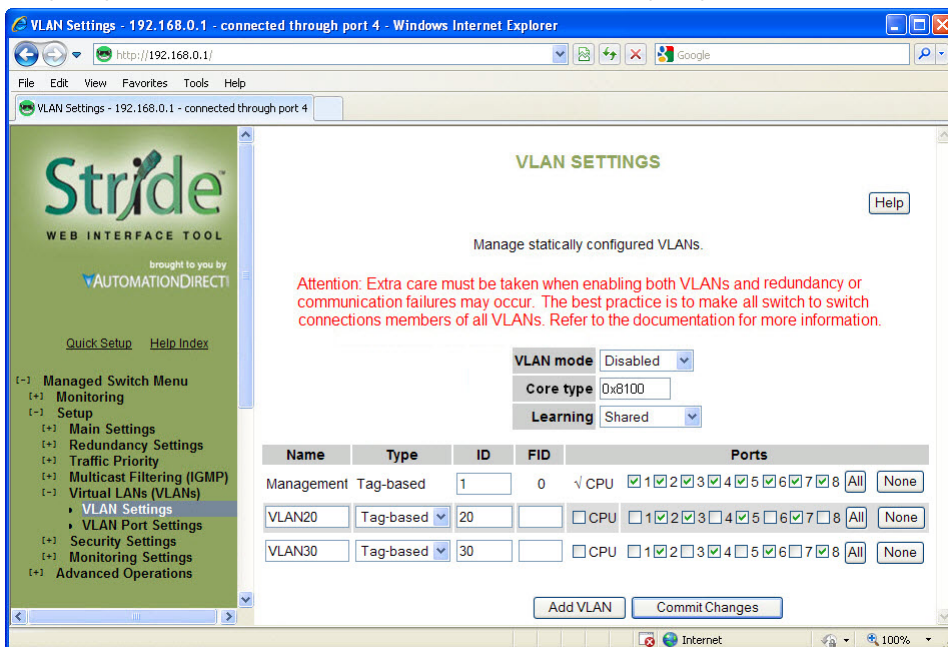 VLAN Settings - 192.168.0.1 - connected through port 4 - Windows Internet Explorer
http://192.168.0.1/
Google
File Edit View Favorites Tools Help
VLAN Settings - 192.168.0.1 - connected through port 4
Stride™
WEB INTERFACE TOOL
brought to you by
AUTOMATIONDIRECT
Quick Setup Help Index
[-] Managed Switch Menu
[+] Monitoring
[-] Setup
[+] Main Settings
[+] Redundancy Settings
[+] Traffic Priority
[+] Multicast Filtering (IGMP)
[-] Virtual LANs (VLANs)
VLAN Settings
VLAN Port Settings
[+] Security Settings
[+] Monitoring Settings
[+] Advanced Operations
VLAN SETTINGS
Help
Manage statically configured VLANs.
Attention: Extra care must be taken when enabling both VLANs and redundancy or
communication failures may occur. The best practice is to make all switch to switch
connections members of all VLANs. Refer to the documentation for more information.
VLAN mode Disabled
Core type 0x8100
Learning Shared
Name Type ID FID Ports
Management Tag-based 1 0 √ CPU 1 2 3 4 5 6 7 8 All None
VLAN20 Tag-based 20 CPU 1 2 3 4 5 6 7 8 All None
VLAN30 Tag-based 30 CPU 1 2 3 4 5 6 7 8 All None
Add VLAN Commit Changes
Internet 100%